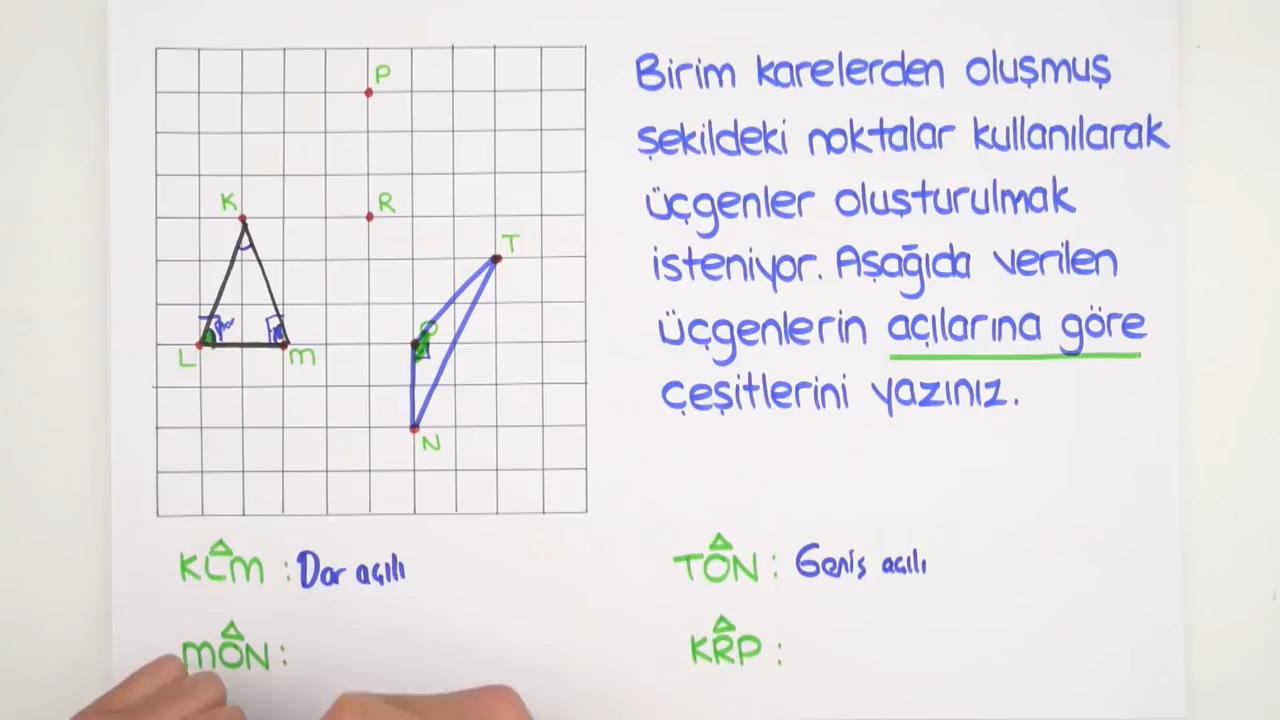 P
K
R
T
O
L
M
N
Birim karelerden oluşmuş
şekildeki noktalar kullanılarak
üçgenler oluşturulmak
isteniyor. Aşağıda verilen
üçgenlerin açılarına göre
çeşitlerini yazınız.
KLM : Dar açılı
TON : Geniş açılı
MON :
KRP :